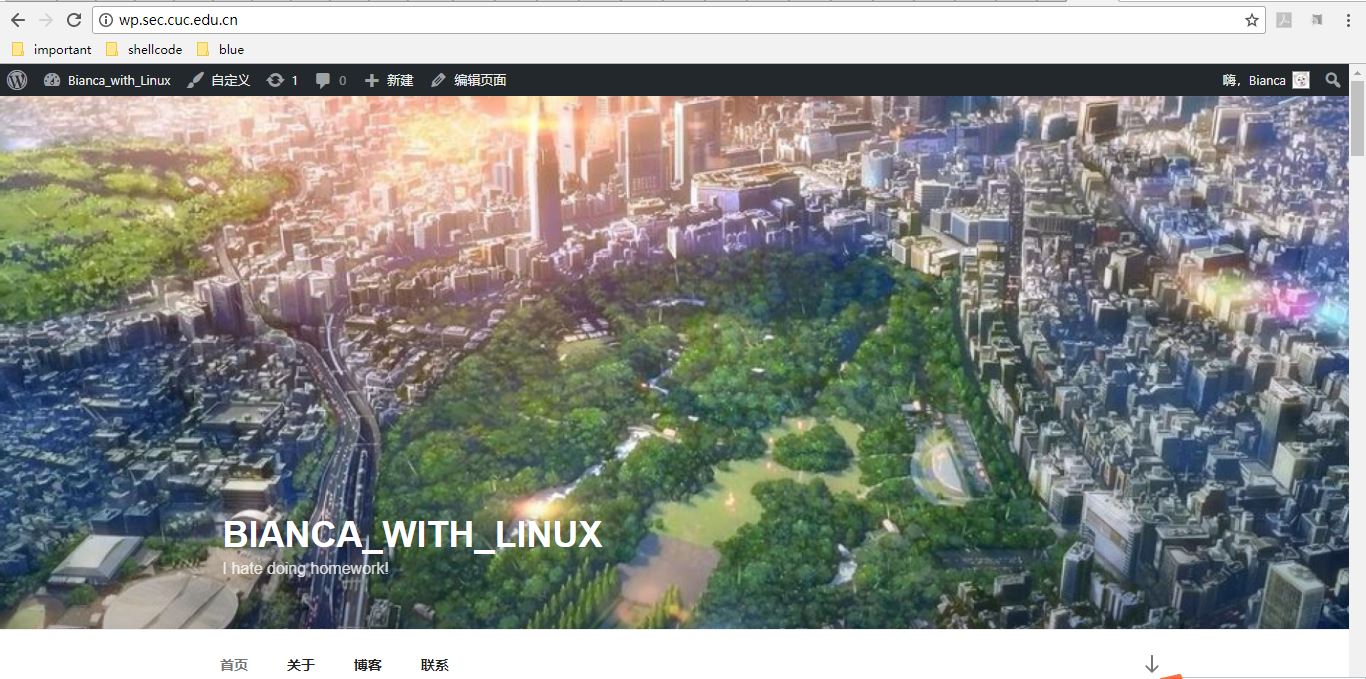 wp.sec.cuc.edu.cn
important shellcode blue
Bianca_with_Linux 自定义 1 0 新建 编辑页面 嗨，Bianca
BIANCA_WITH_LINUX
I hate doing homework!
首页 关于 博客 联系